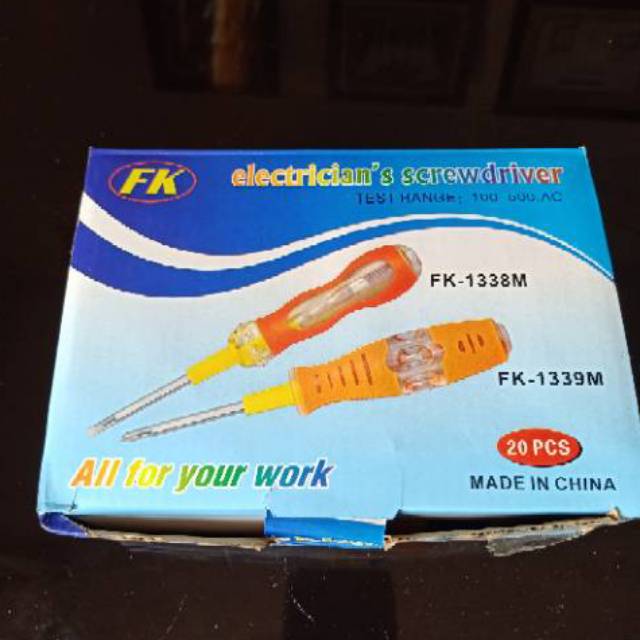 FK
electrician's screwdriver
TEST RANGE: 100-500.AC
FK-1338M
FK-1339M
20 PCS
All for your work
MADE IN CHINA